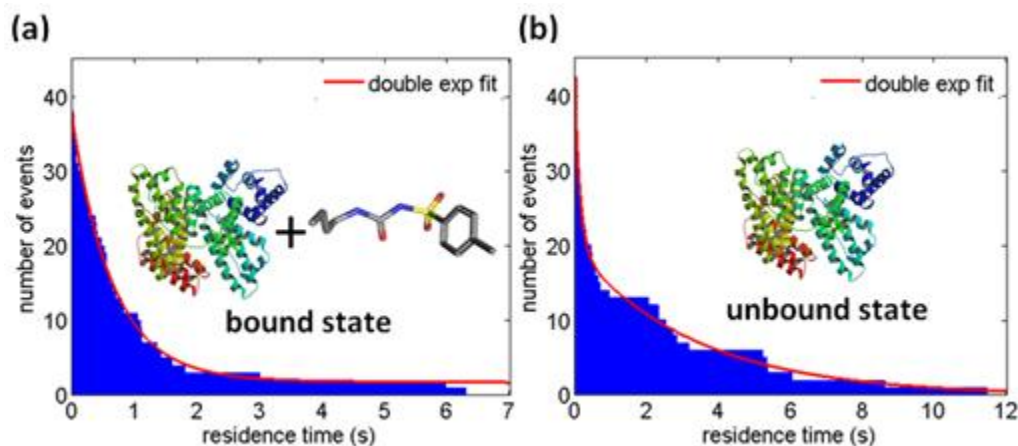 (a)
(b)
double exp fit
40
30
20
10
0
number of events
+
bound state
0 1 2 3 4 5 6 7
residence time (s)
double exp fit
40
30
20
10
0
number of events
unbound state
0 2 4 6 8 10 12
residence time (s)